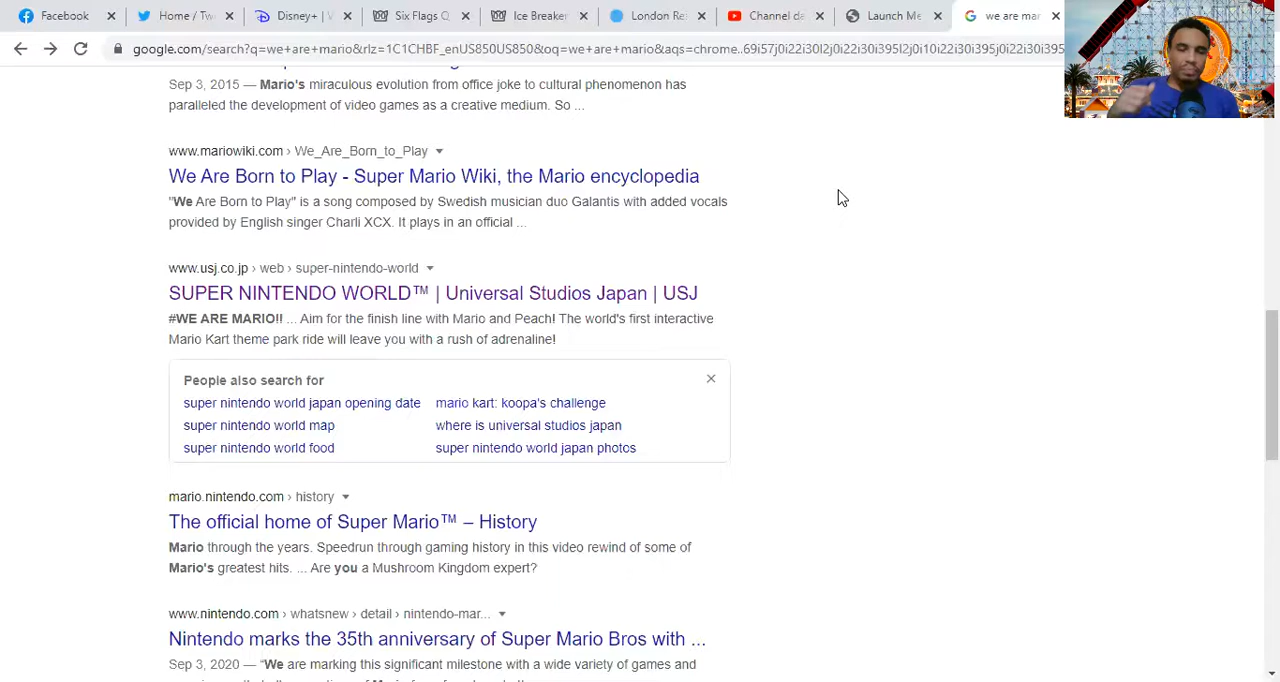 Facebook
Home / Tw
Disney+ | V
Six Flags Q
Ice Breaker
London Re
Channel da
Launch Me
we are mar
google.com/search?q=we+are+mario&rlz=1C1CHBF_enUS850US850&oq=we+are+mario&aqs=chrome..69i57j0i22i30l2j0i22i30i395l2j0i10i22i30i395j0i22i30i395
Sep 3, 2015 — Mario's miraculous evolution from office joke to cultural phenomenon has
paralleled the development of video games as a creative medium. So ...
www.mariowiki.com › We_Are_Born_to_Play
We Are Born to Play - Super Mario Wiki, the Mario encyclopedia
"We Are Born to Play" is a song composed by Swedish musician duo Galantis with added vocals
provided by English singer Charli XCX. It plays in an official ...
www.usj.co.jp › web › super-nintendo-world
SUPER NINTENDO WORLD™ | Universal Studios Japan | USJ
#WE ARE MARIO!! ... Aim for the finish line with Mario and Peach! The world's first interactive
Mario Kart theme park ride will leave you with a rush of adrenaline!
People also search for
super nintendo world japan opening date mario kart: koopa's challenge
super nintendo world map where is universal studios japan
super nintendo world food super nintendo world japan photos
mario.nintendo.com › history
The official home of Super Mario™ – History
Mario through the years. Speedrun through gaming history in this video rewind of some of
Mario's greatest hits. ... Are you a Mushroom Kingdom expert?
www.nintendo.com › whatsnew › detail › nintendo-mar...
Nintendo marks the 35th anniversary of Super Mario Bros with ...
Sep 3, 2020 — “We are marking this significant milestone with a wide variety of games and